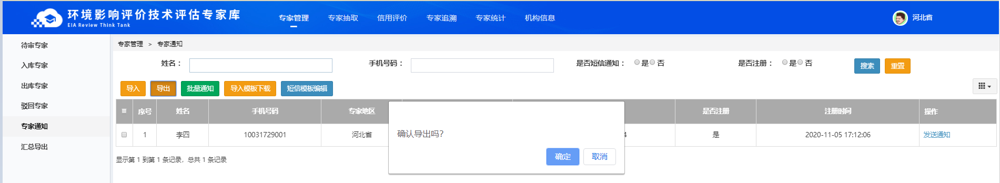 环境影响评价技术评估专家库
EIA Review Think Tank
专家管理 专家抽取 信用评价 专家追溯 专家统计 机构信息
河北省
待审专家
入库专家
出库专家
驳回专家
专家通知
汇总导出
专家管理 > 专家通知
姓名： 手机号码： 是否短信通知： 是 否 是否注册： 是 否 搜索 重置
导入 导出 批量通知 导入模板下载 短信模板编辑
序号 姓名 手机号码 专家地区 是否注册 注册时间 操作
1 李四 10031729001 河北省 4 是 2020-11-05 17:12:06 发送通知
显示第 1 到第 1 条记录，总共 1 条记录
确认导出吗？
确定 取消